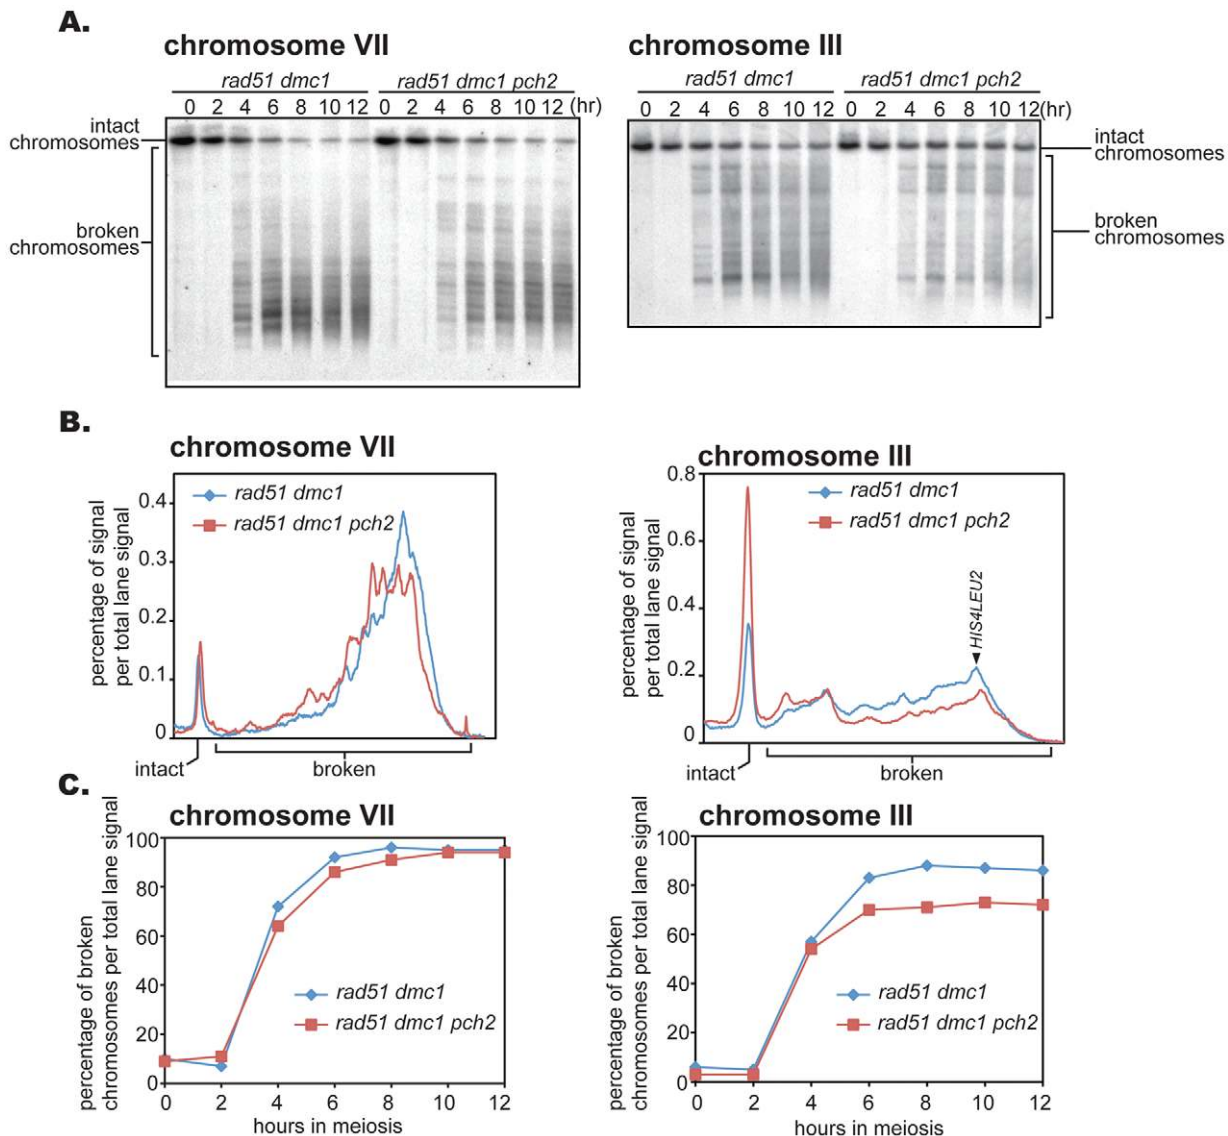 A.
chromosome VII
rad51 dmc1
rad51 dmc1 pch2
0 2 4 6 8 10 12 0 2 4 6 8 10 12 (hr)
intact
chromosomes
broken
chromosomes
chromosome III
rad51 dmc1
rad51 dmc1 pch2
0 2 4 6 8 10 12 0 2 4 6 8 10 12 (hr)
intact
chromosomes
broken
chromosomes
B.
chromosome VII
percentage of signal
per total lane signal
0.4
0.3
0.2
0.1
0
rad51 dmc1
rad51 dmc1 pch2
intact
broken
chromosome III
percentage of signal
per total lane signal
0.8
0.6
0.4
0.2
0
rad51 dmc1
rad51 dmc1 pch2
HIS4LEU2
intact
broken
C.
chromosome VII
percentage of broken
chromosomes per total lane signal
100
80
60
40
20
0
rad51 dmc1
rad51 dmc1 pch2
0 2 4 6 8 10 12
hours in meiosis
chromosome III
percentage of broken
chromosomes per total lane signal
100
80
60
40
20
0
rad51 dmc1
rad51 dmc1 pch2
0 2 4 6 8 10 12
hours in meiosis